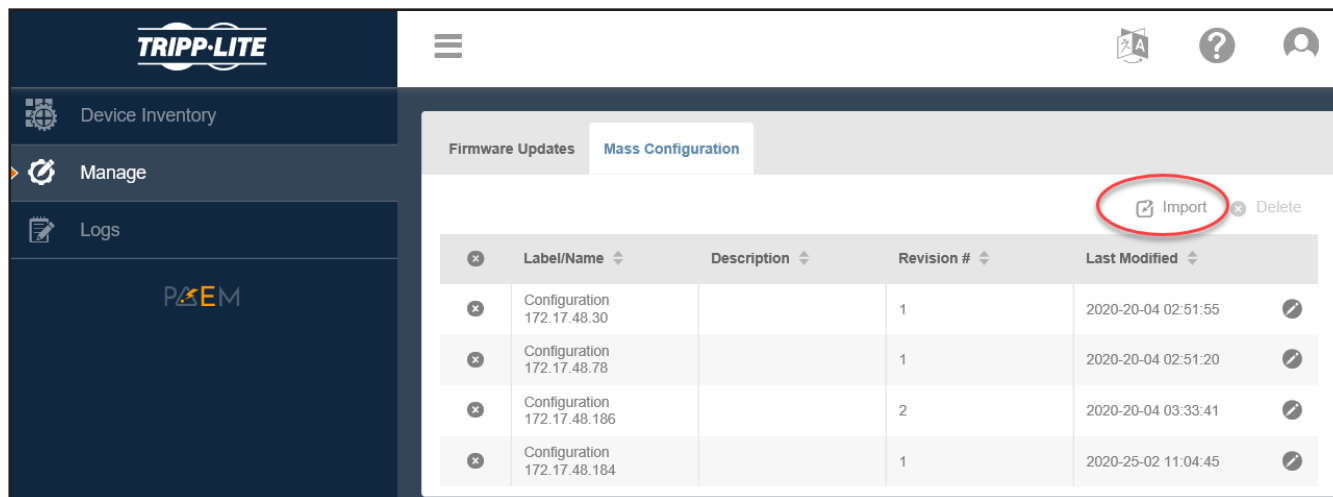 TRIPP·LITE
Device Inventory
Manage
Logs
PAEM
Firmware Updates Mass Configuration
Import Delete
Label/Name Description Revision # Last Modified
Configuration
172.17.48.30 1 2020-20-04 02:51:55
Configuration
172.17.48.78 1 2020-20-04 02:51:20
Configuration
172.17.48.186 2 2020-20-04 03:33:41
Configuration
172.17.48.184 1 2020-25-02 11:04:45